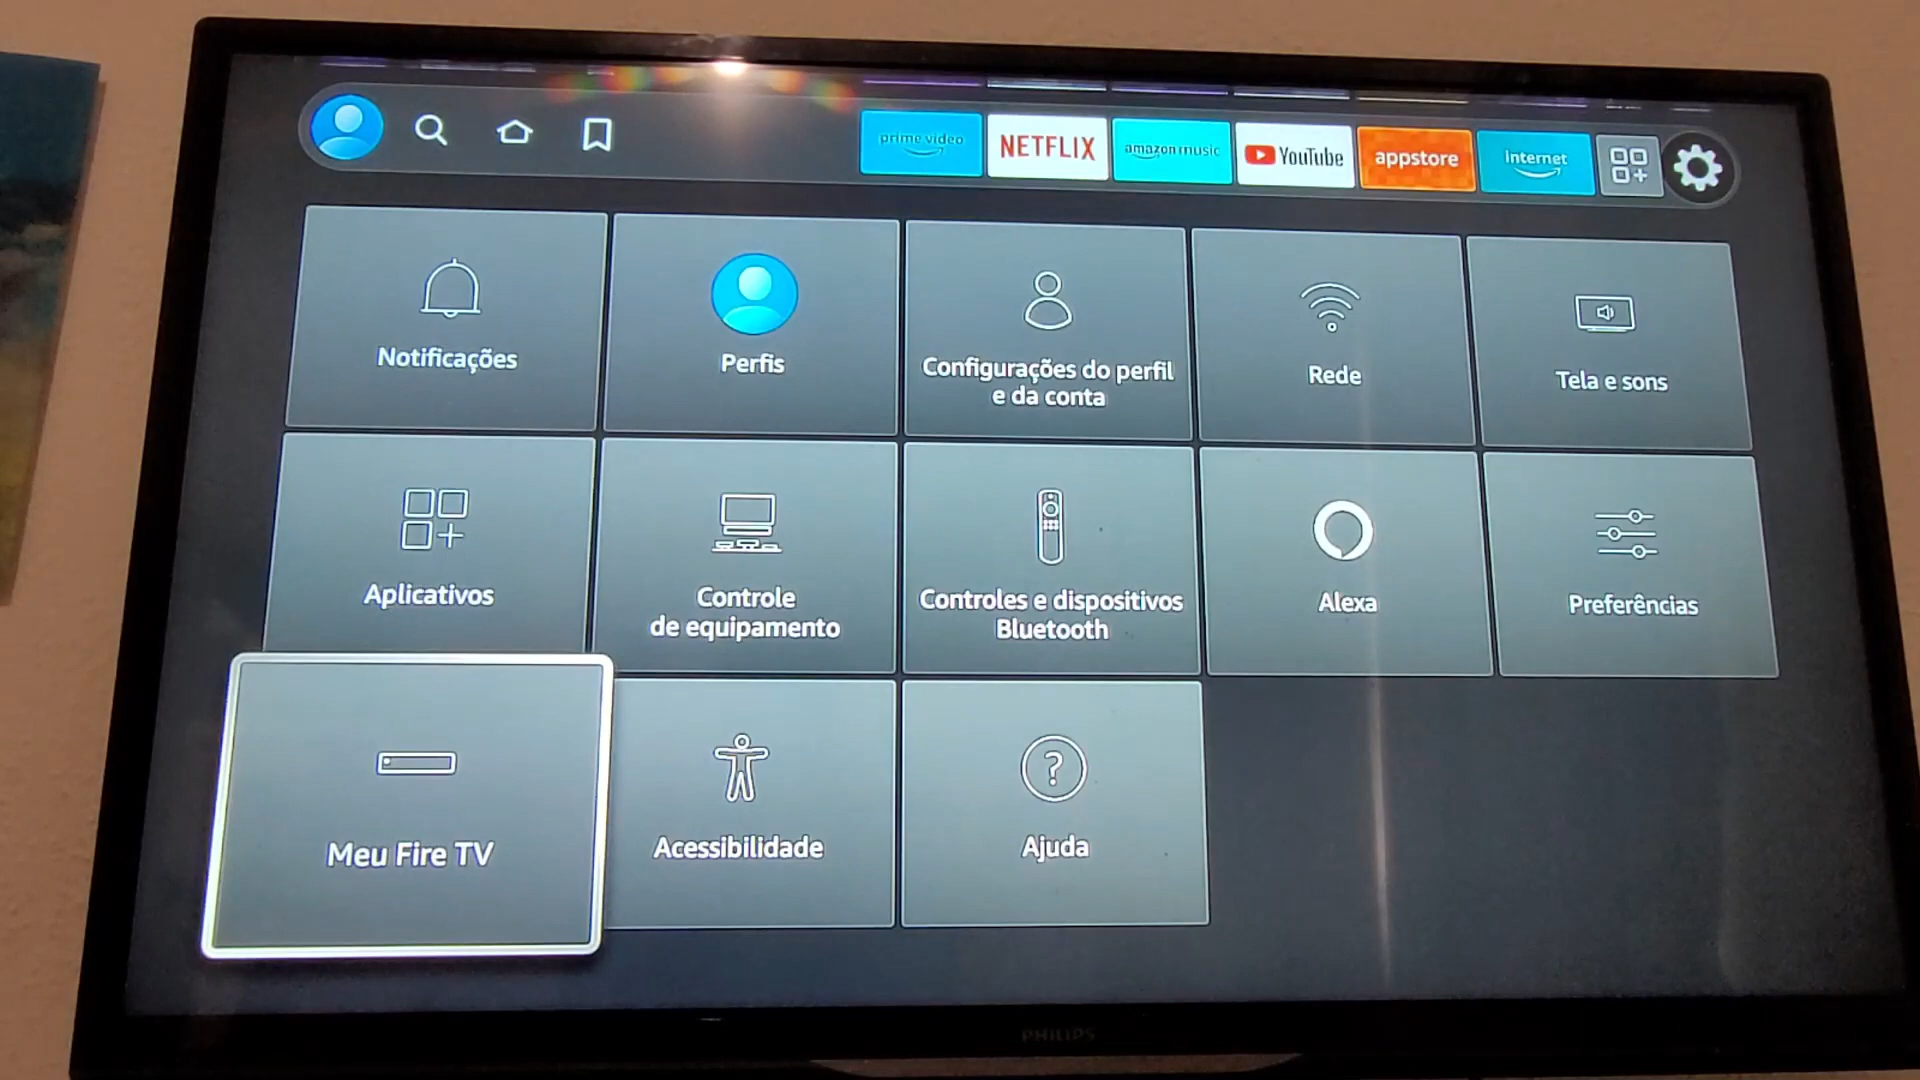 prime video
NETFLIX
amazon music
YouTube
appstore
internet
Notificações
Perfis
Configurações do perfil
e da conta
Rede
Tela e sons
Aplicativos
Controle
de equipamento
Controles e dispositivos
Bluetooth
Alexa
Preferências
Meu Fire TV
Acessibilidade
Ajuda
PHILIPS